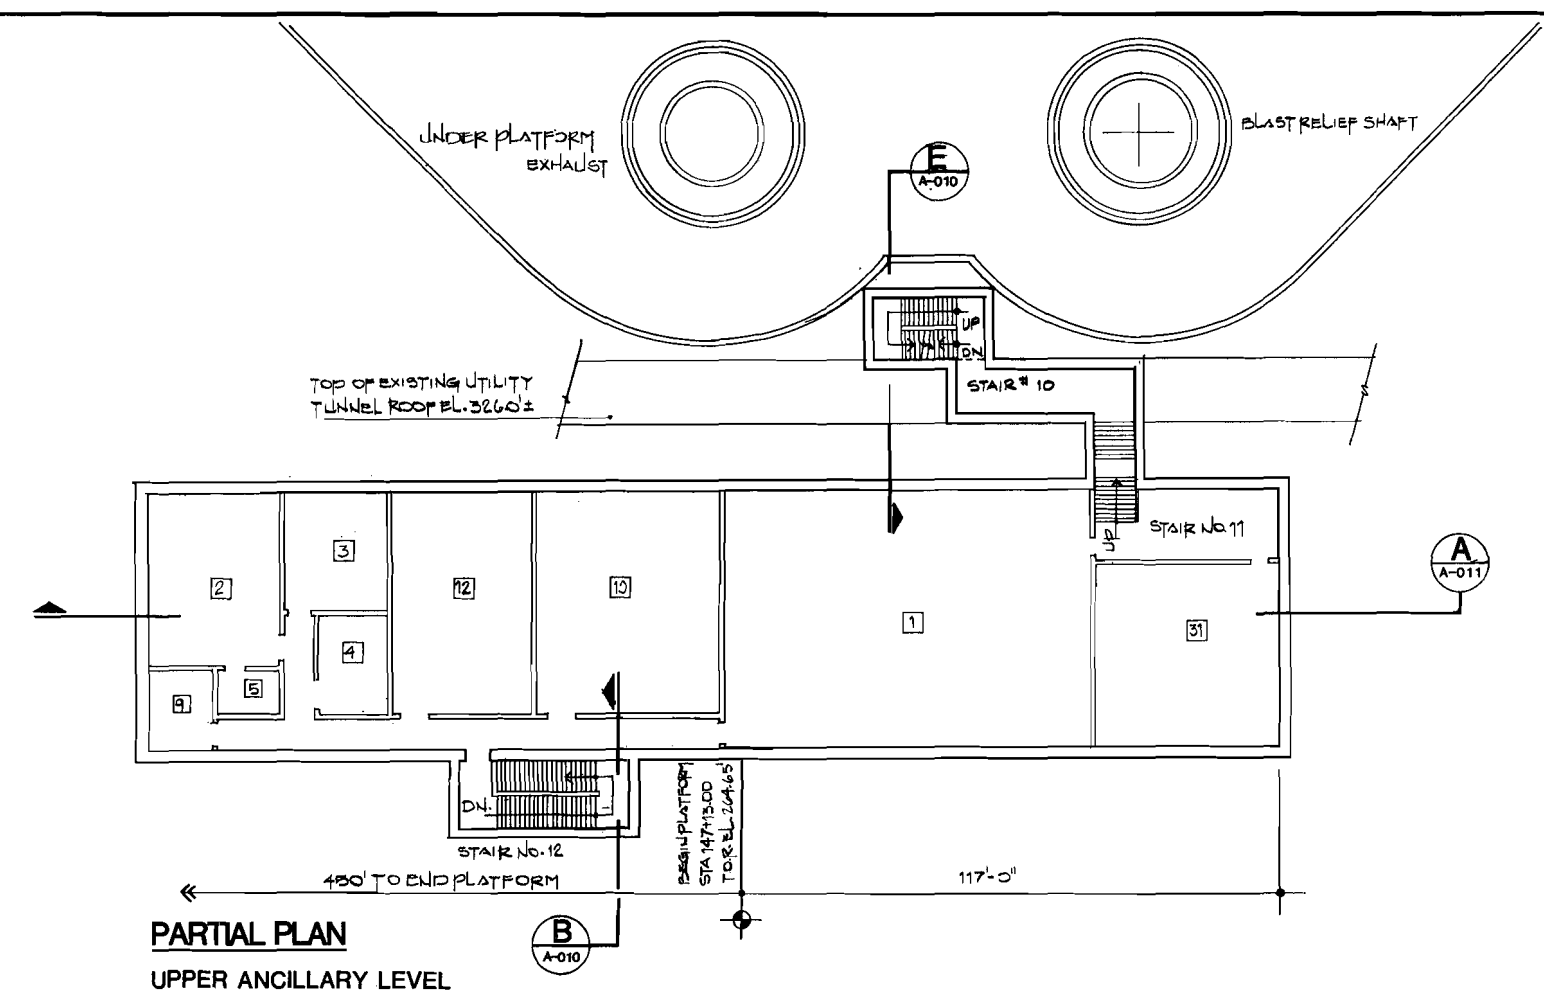 UNDER PLATFORM
EXHAUST
BLAST RELIEF SHAFT
E
A-010
UP
DN
STAIR # 10
TOP OF EXISTING UTILITY
TUNNEL ROOF EL. 326.0'±
STAIR NO. 11
UP
A
A-011
2
3
12
10
1
31
4
5
9
DN.
STAIR NO. 12
BEGIN PLATFORM
STA 147+13.00
T.O.R. EL. 264.65'
450' TO END PLATFORM
117'-0"
B
A-010
PARTIAL PLAN
UPPER ANCILLARY LEVEL